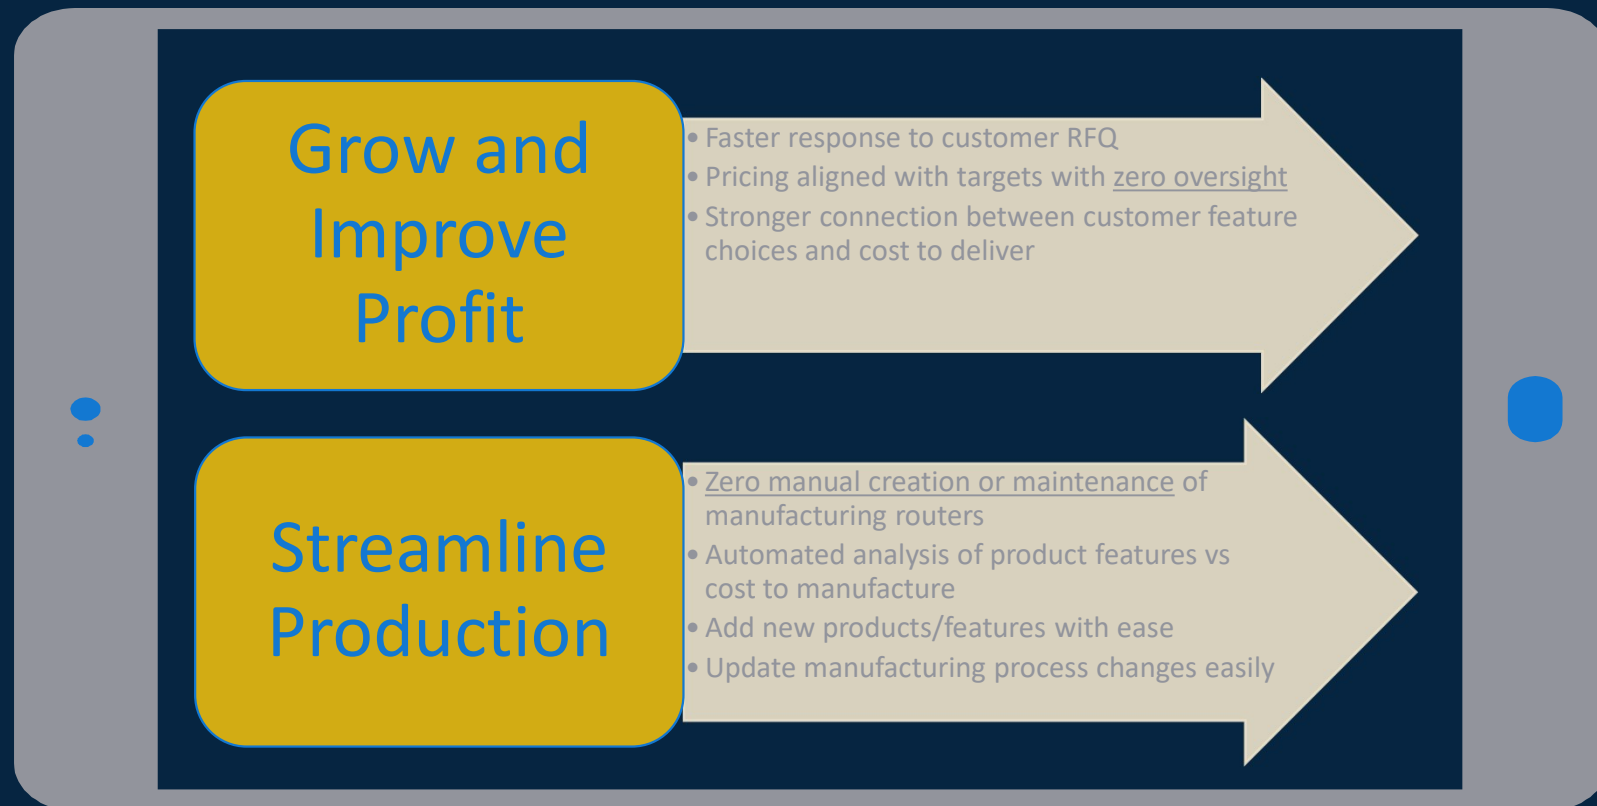 Grow and
Improve
Profit
• Faster response to customer RFQ
• Pricing aligned with targets with zero oversight
• Stronger connection between customer feature
choices and cost to deliver
Streamline
Production
• Zero manual creation or maintenance of
manufacturing routers
• Automated analysis of product features vs
cost to manufacture
• Add new products/features with ease
• Update manufacturing process changes easily